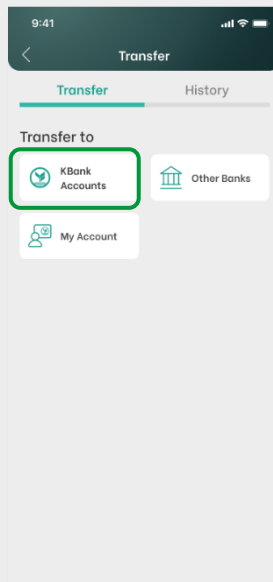 9:41
Transfer
Transfer
History
Transfer to
KBank
Accounts
Other Banks
My Account